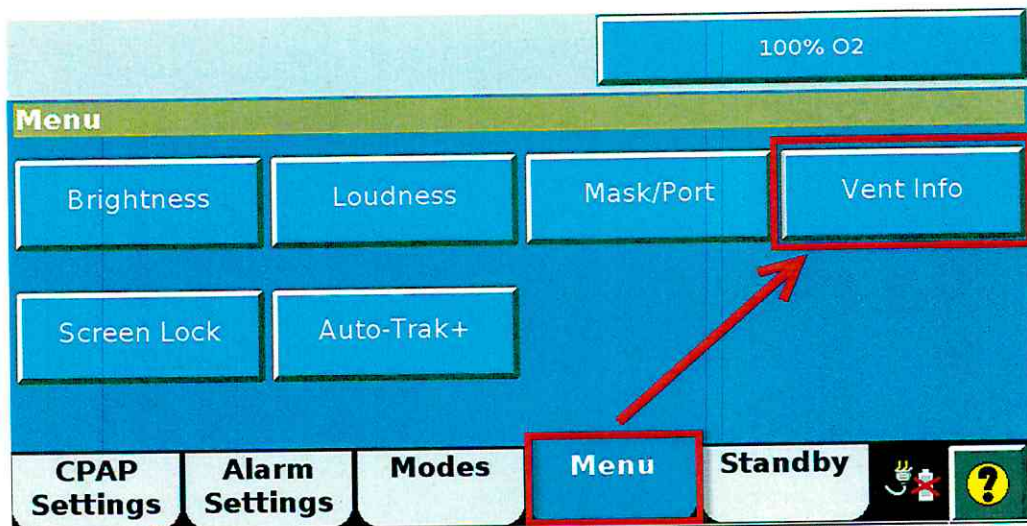 100% O2
Menu
Brightness
Loudness
Mask/Port
Vent Info
Screen Lock
Auto-Trak+
CPAP
Settings
Alarm
Settings
Modes
Menu
Standby
?